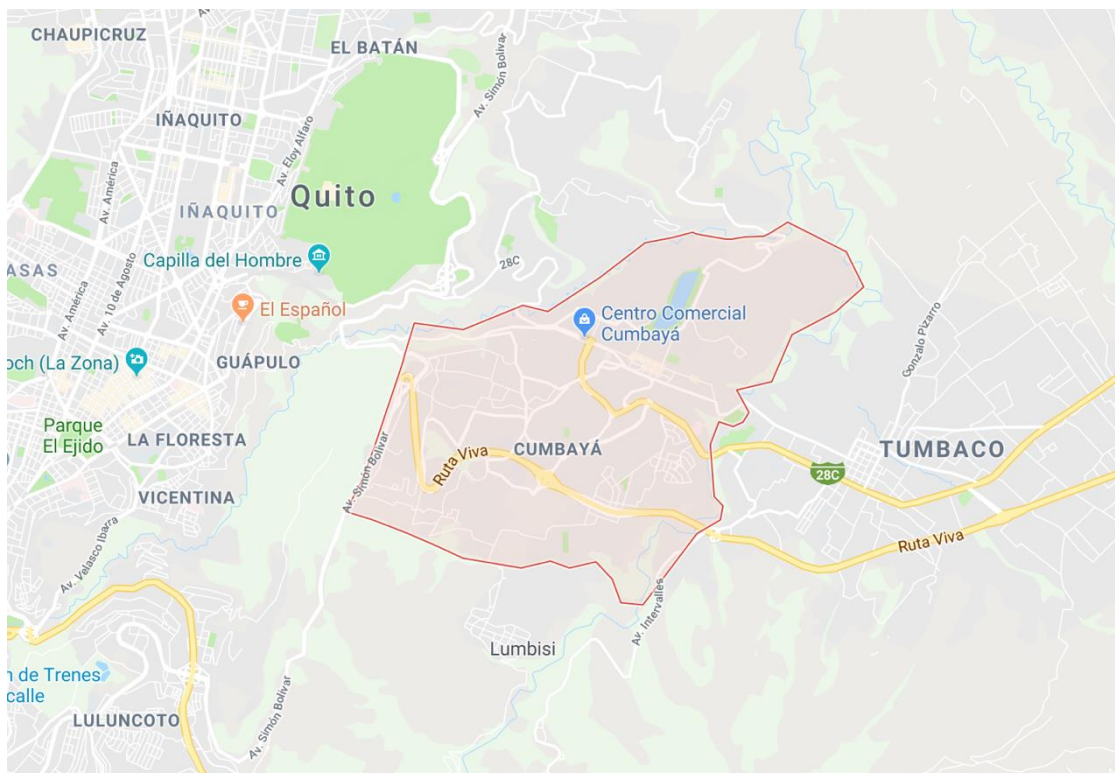 CHAUPICRUZ
EL BATÁN
Av. Simón Bolívar
IÑAQUITO
Av. Eloy Alfaro
Av. América
Quito
IÑAQUITO
Capilla del Hombre
28C
ASAS
Av. América
Av. 10 de Agosto
El Español
Centro Comercial
Cumbayá
Gonzalo Pizarro
och (La Zona)
GUÁPULO
Parque
El Ejido
LA FLORESTA
CUMBAYÁ
TUMBACO
Ruta Viva
28C
VICENTINA
Av. Simón Bolívar
Ruta Viva
Av. Velasco Ibarra
Av. Intervalles
Lumbisi
n de Trenes
calle
LULUNCOTO
Av. Simón Bolívar